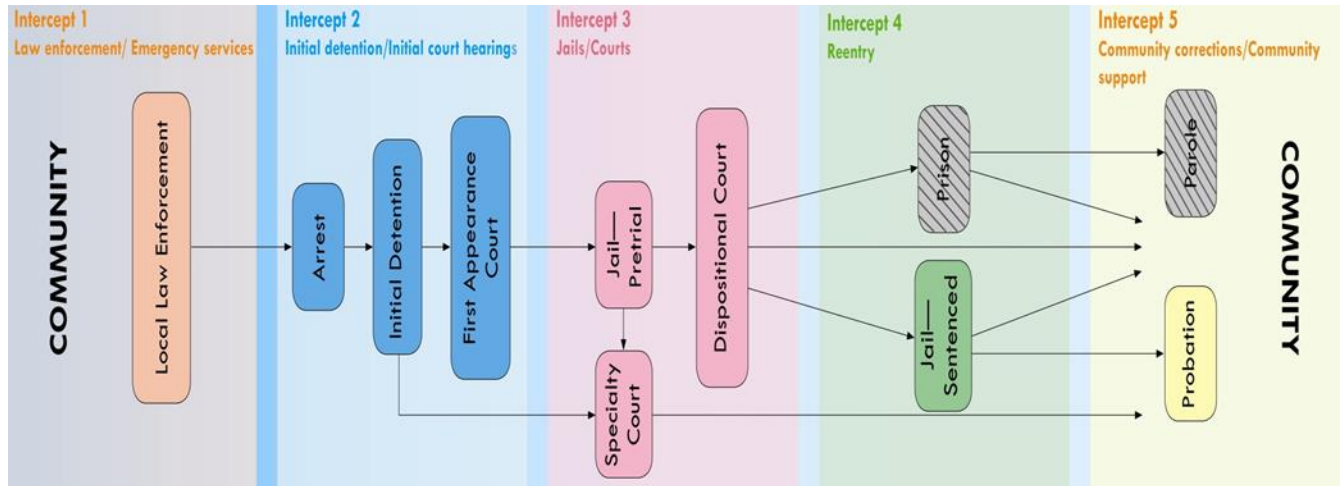 Intercept 1
Law enforcement/ Emergency services
COMMUNITY
Local Law Enforcement
Intercept 2
Initial detention/Initial court hearings
Arrest
Initial Detention
First Appearance
Court
Intercept 3
Jails/Courts
Jail—
Pretrial
Specialty
Court
Dispositional Court
Intercept 4
Reentry
Prison
Jail—
Sentenced
Intercept 5
Community corrections/Community
support
Parole
Probation
COMMUNITY